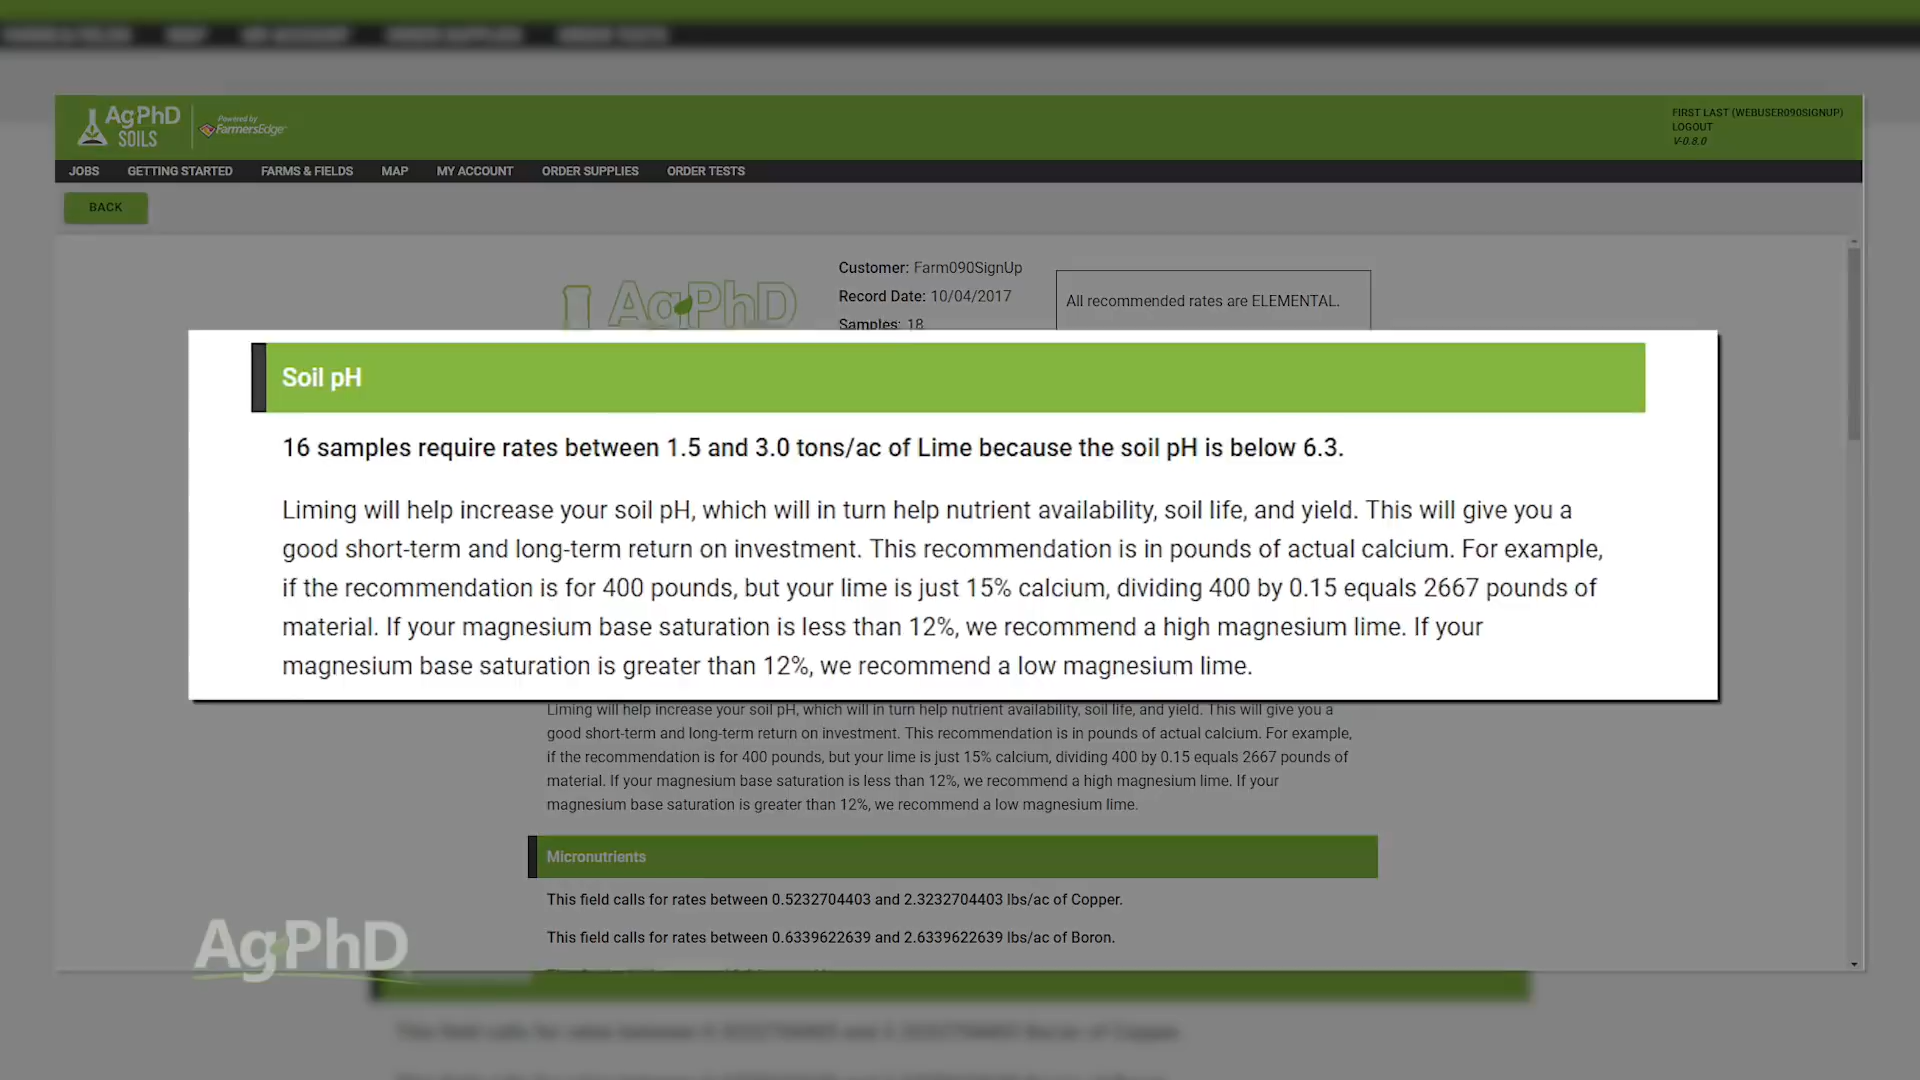 AgPhD
SOILS
Powered by
FarmersEdge
FIRST LAST (WEBUSER090SIGNUP)
LOGOUT
V-0.8.0
JOBS GETTING STARTED FARMS & FIELDS MAP MY ACCOUNT ORDER SUPPLIES ORDER TESTS
BACK
AgPhD
Customer: Farm090SignUp
Record Date: 10/04/2017
Samples: 18
All recommended rates are ELEMENTAL.
Soil pH
16 samples require rates between 1.5 and 3.0 tons/ac of Lime because the soil pH is below 6.3.
Liming will help increase your soil pH, which will in turn help nutrient availability, soil life, and yield. This will give you a
good short-term and long-term return on investment. This recommendation is in pounds of actual calcium. For example,
if the recommendation is for 400 pounds, but your lime is just 15% calcium, dividing 400 by 0.15 equals 2667 pounds of
material. If your magnesium base saturation is less than 12%, we recommend a high magnesium lime. If your
magnesium base saturation is greater than 12%, we recommend a low magnesium lime.
Liming will help increase your soil pH, which will in turn help nutrient availability, soil life, and yield. This will give you a
good short-term and long-term return on investment. This recommendation is in pounds of actual calcium. For example,
if the recommendation is for 400 pounds, but your lime is just 15% calcium, dividing 400 by 0.15 equals 2667 pounds of
material. If your magnesium base saturation is less than 12%, we recommend a high magnesium lime. If your
magnesium base saturation is greater than 12%, we recommend a low magnesium lime.
Micronutrients
This field calls for rates between 0.5232704403 and 2.3232704403 lbs/ac of Copper.
This field calls for rates between 0.6339622639 and 2.6339622639 lbs/ac of Boron.
AgPhD